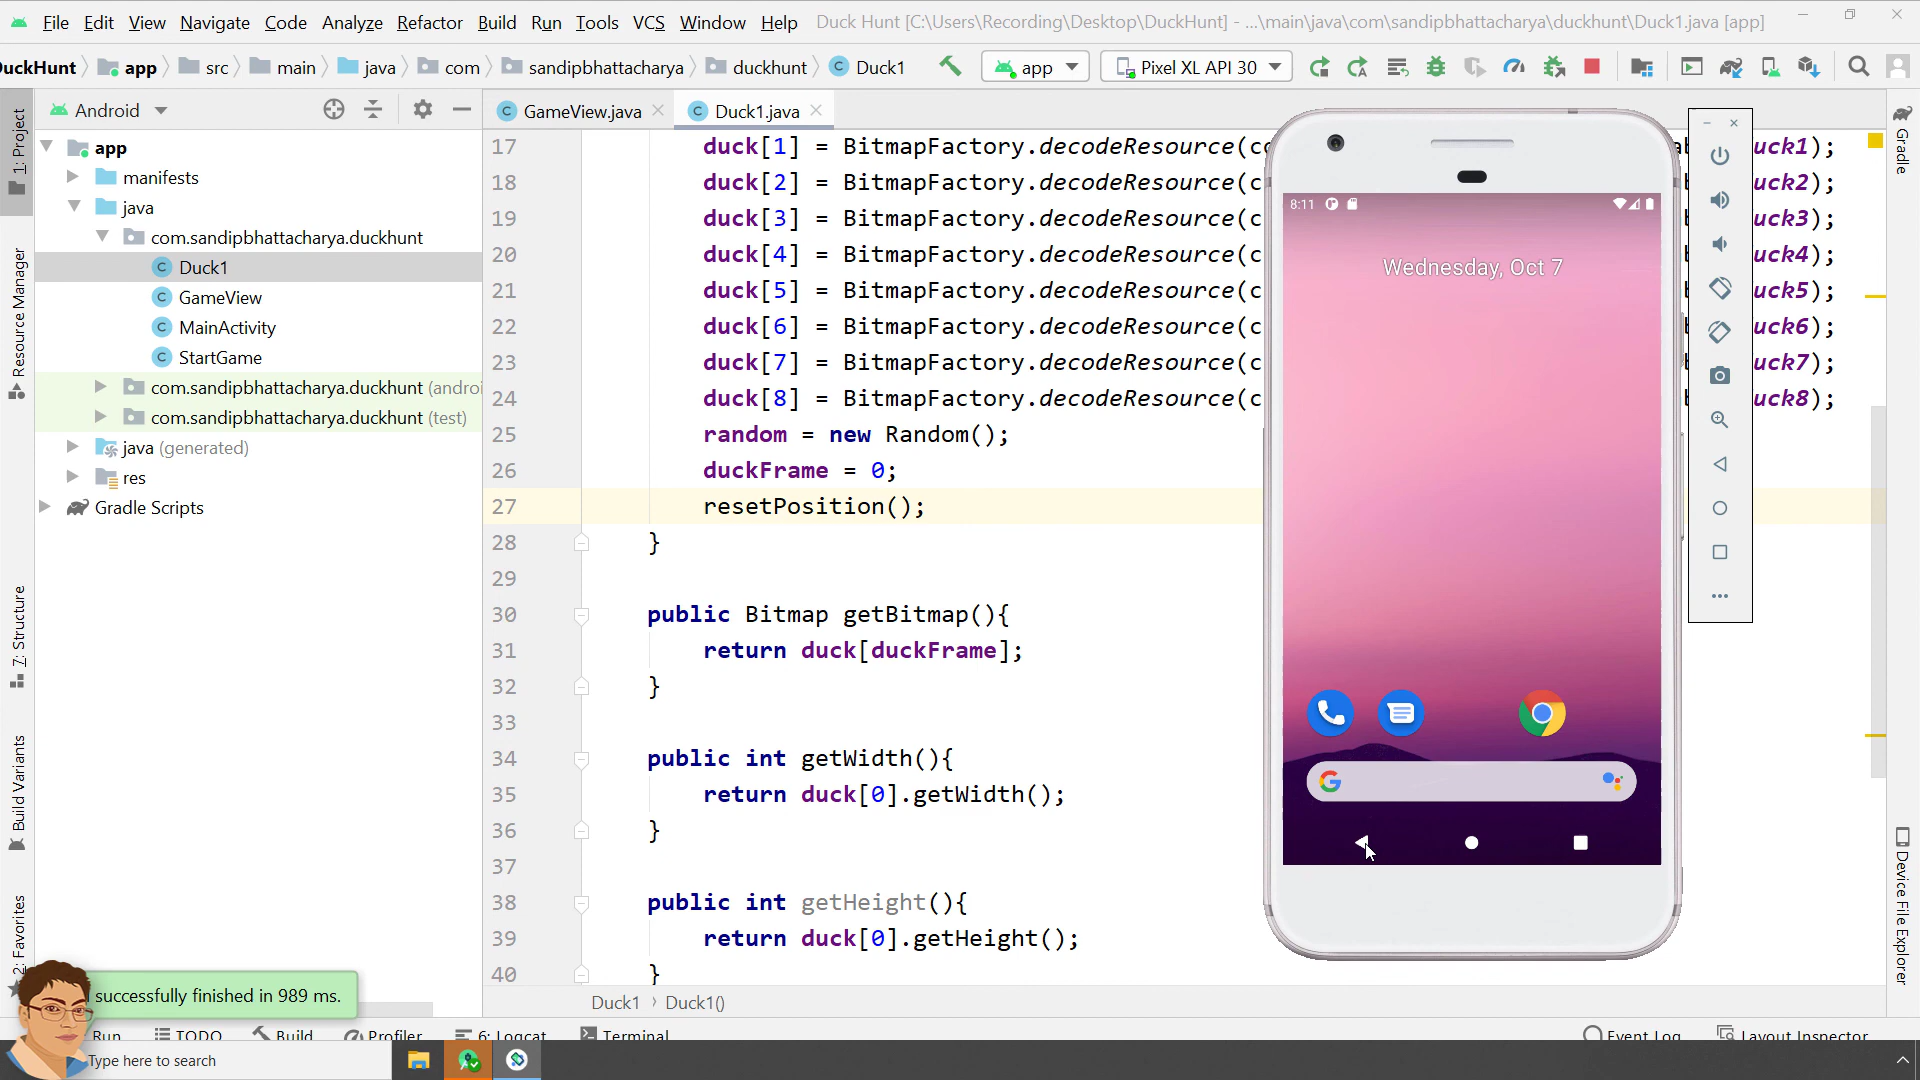 File Edit View Navigate Code Analyze Refactor Build Run Tools VCS Window Help Duck Hunt [C:\Users\Recording\Desktop\DuckHunt] - ...\main\java\com\sandipbhattacharya\duckhunt\Duck1.java [app]
DuckHunt app src main java com sandipbhattacharya duckhunt Duck1 app Pixel XL API 30
Android
GameView.java
Duck1.java
1: Project
Resource Manager
7: Structure
Build Variants
2: Favorites
app
manifests
java
com.sandipbhattacharya.duckhunt
Duck1
GameView
MainActivity
StartGame
com.sandipbhattacharya.duckhunt (androi
com.sandipbhattacharya.duckhunt (test)
java (generated)
res
Gradle Scripts
17 duck[1] = BitmapFactory.decodeResource(co uck1);
18 duck[2] = BitmapFactory.decodeResource(c uck2);
19 duck[3] = BitmapFactory.decodeResource(c uck3);
20 duck[4] = BitmapFactory.decodeResource(c uck4);
21 duck[5] = BitmapFactory.decodeResource(c uck5);
22 duck[6] = BitmapFactory.decodeResource(c uck6);
23 duck[7] = BitmapFactory.decodeResource(c uck7);
24 duck[8] = BitmapFactory.decodeResource(c uck8);
25 random = new Random();
26 duckFrame = 0;
27 resetPosition();
28 }
29
30 public Bitmap getBitmap(){
31 return duck[duckFrame];
32 }
33
34 public int getWidth(){
35 return duck[0].getWidth();
36 }
37
38 public int getHeight(){
39 return duck[0].getHeight();
40 }
Duck1 Duck1()
8:11
Wednesday, Oct 7
Gradle
Device File Explorer
successfully finished in 989 ms.
Run TODO Build Profiler 6: Logcat Terminal Event Log Layout Inspector
Type here to search